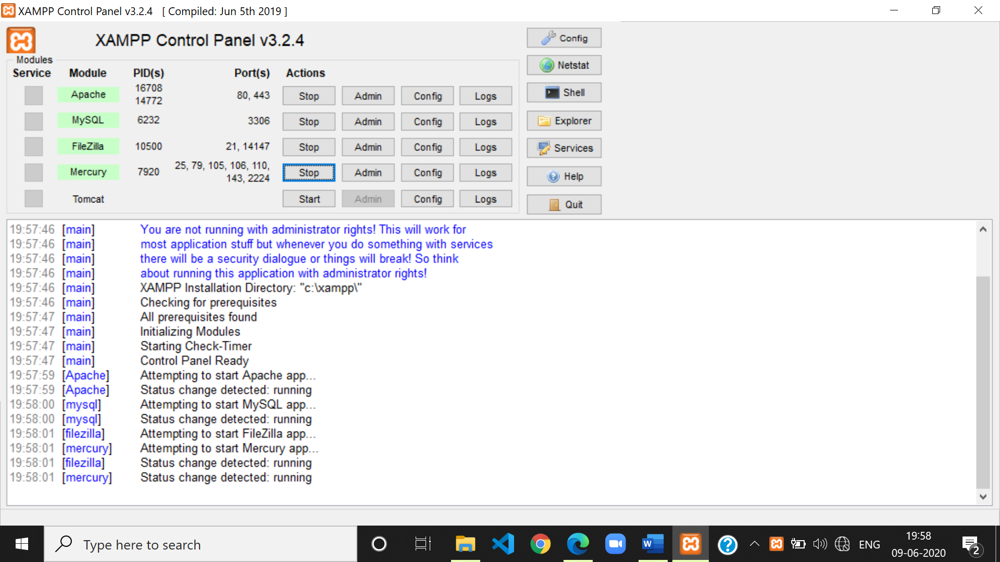 XAMPP Control Panel v3.2.4 [ Compiled: Jun 5th 2019 ]
XAMPP Control Panel v3.2.4
Config
Modules
Service Module PID(s) Port(s) Actions
Netstat
Apache 16708 14772 80, 443 Stop Admin Config Logs
Shell
MySQL 6232 3306 Stop Admin Config Logs
Explorer
FileZilla 10500 21, 14147 Stop Admin Config Logs
Services
Mercury 7920 25, 79, 105, 106, 110, 143, 2224 Stop Admin Config Logs
Help
Tomcat Start Admin Config Logs
Quit
19:57:46 [main] You are not running with administrator rights! This will work for
19:57:46 [main] most application stuff but whenever you do something with services
19:57:46 [main] there will be a security dialogue or things will break! So think
19:57:46 [main] about running this application with administrator rights!
19:57:46 [main] XAMPP Installation Directory: "c:\xampp\"
19:57:46 [main] Checking for prerequisites
19:57:47 [main] All prerequisites found
19:57:47 [main] Initializing Modules
19:57:47 [main] Starting Check-Timer
19:57:47 [main] Control Panel Ready
19:57:59 [Apache] Attempting to start Apache app...
19:57:59 [Apache] Status change detected: running
19:58:00 [mysql] Attempting to start MySQL app...
19:58:00 [mysql] Status change detected: running
19:58:01 [filezilla] Attempting to start FileZilla app...
19:58:01 [mercury] Attempting to start Mercury app...
19:58:01 [filezilla] Status change detected: running
19:58:01 [mercury] Status change detected: running
Type here to search
W
ENG
19:58
09-06-2020
2